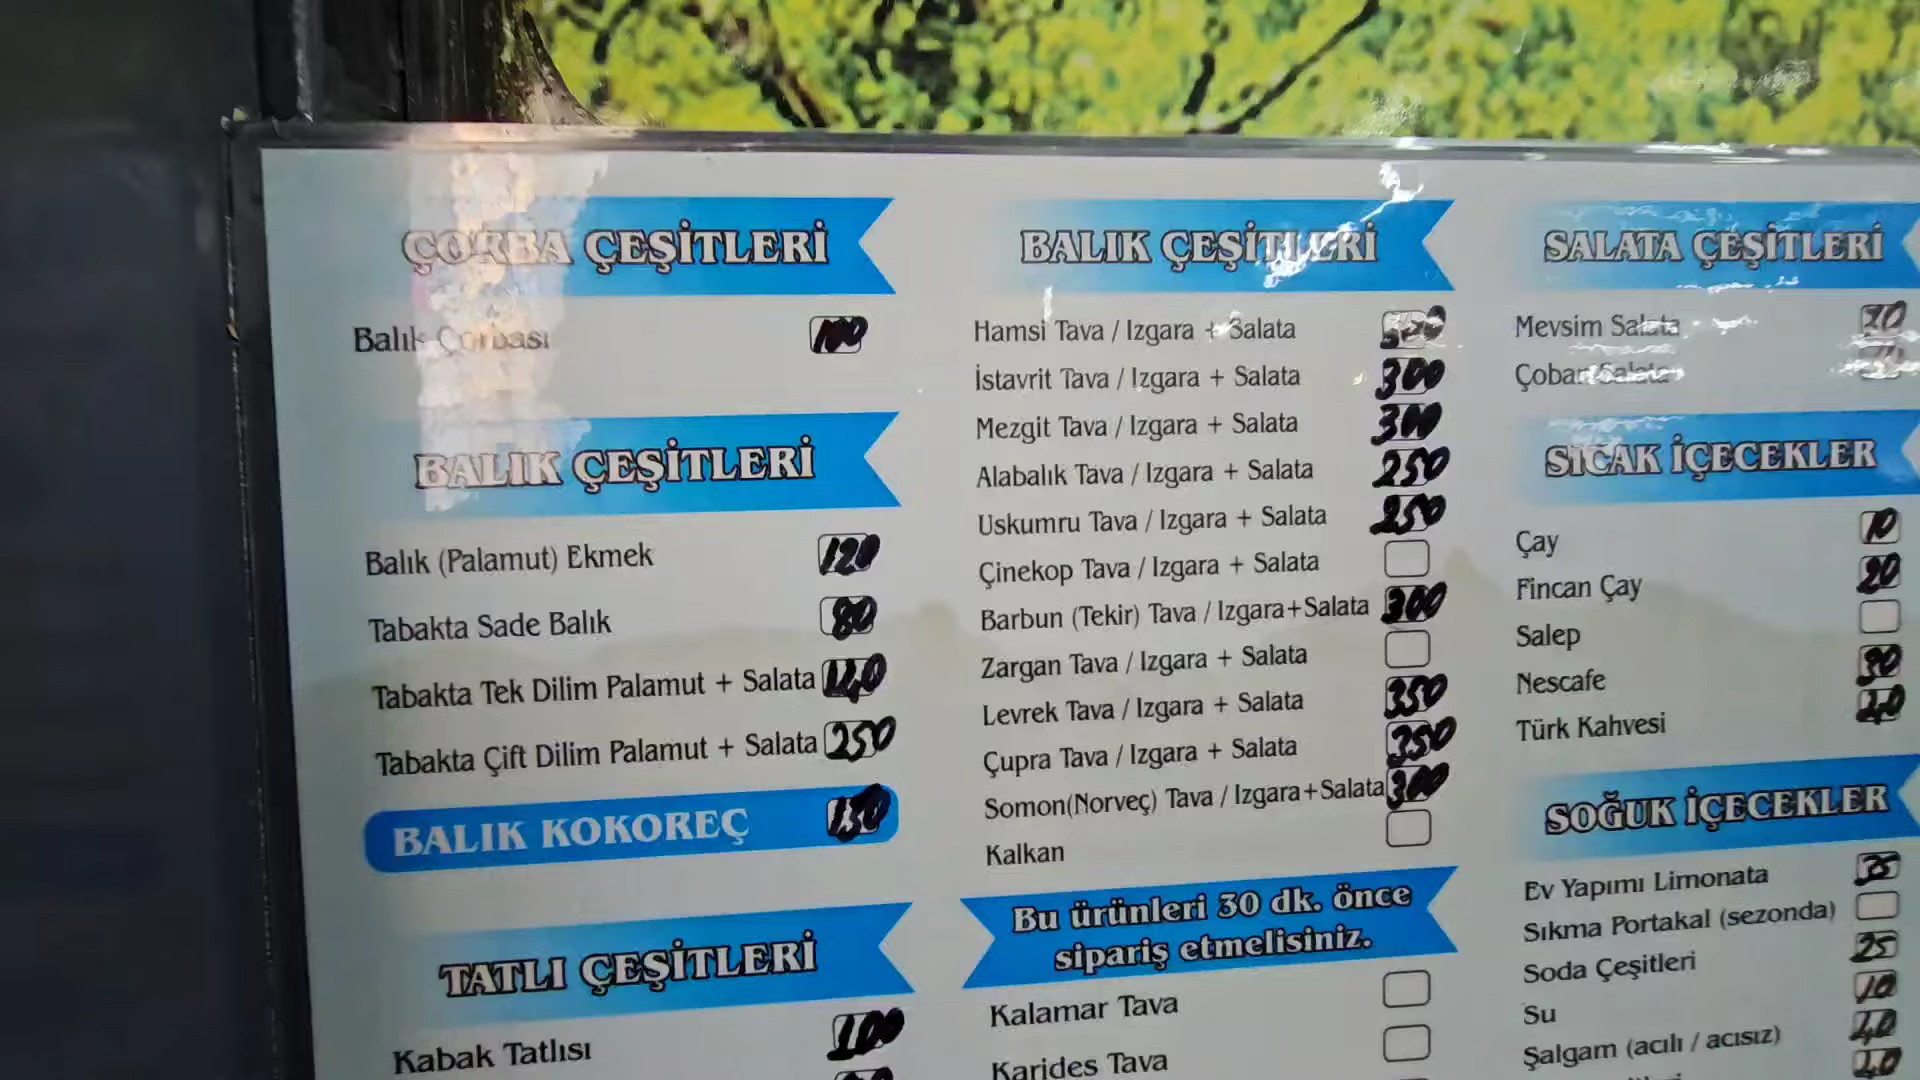 ÇORBA ÇEŞİTLERİ
Balık Çorbası 100
BALIK ÇEŞİTLERİ
Balık (Palamut) Ekmek 120
Tabakta Sade Balık 80
Tabakta Tek Dilim Palamut + Salata 140
Tabakta Çift Dilim Palamut + Salata 250
BALIK KOKOREÇ 150
TATLI ÇEŞİTLERİ
Kabak Tatlısı 100
BALIK ÇEŞİTLERİ
Hamsi Tava / Izgara + Salata
İstavrit Tava / Izgara + Salata 300
Mezgit Tava / Izgara + Salata 300
Alabalık Tava / Izgara + Salata 250
Uskumru Tava / Izgara + Salata 250
Çinekop Tava / Izgara + Salata
Barbun (Tekir) Tava / Izgara+Salata 300
Zargan Tava / Izgara + Salata
Levrek Tava / Izgara + Salata 350
Çupra Tava / Izgara + Salata 350
Somon(Norveç) Tava / Izgara+Salata 300
Kalkan
Bu ürünleri 30 dk. önce
sipariş etmelisiniz.
Kalamar Tava
Karides Tava
SALATA ÇEŞİTLERİ
Mevsim Salata
Çoban Salata
SICAK İÇECEKLER
Çay 10
Fincan Çay 20
Salep
Nescafe 30
Türk Kahvesi 40
SOĞUK İÇECEKLER
Ev Yapımı Limonata
Sıkma Portakal (sezonda)
Soda Çeşitleri 25
Su 10
Şalgam (acılı / acısız) 40